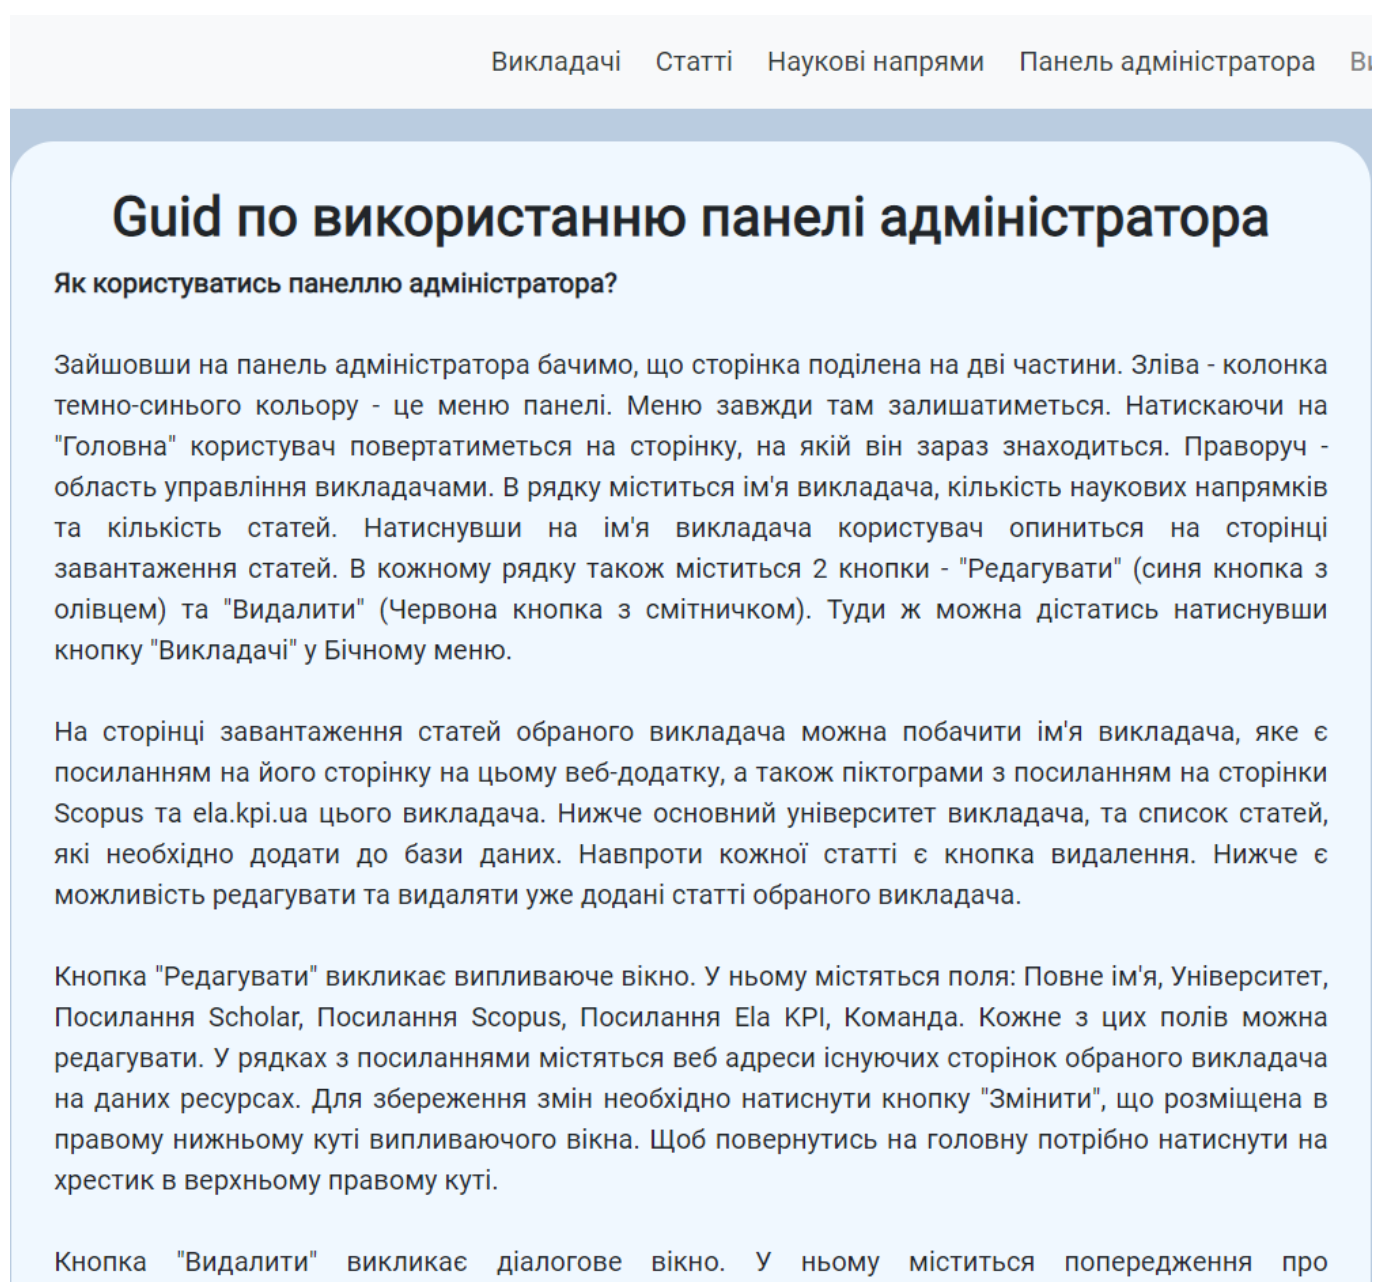 Викладачі Статті Наукові напрями Панель адміністратора
Guid по використанню панелі адміністратора
Як користуватись панеллю адміністратора?
Зайшовши на панель адміністратора бачимо, що сторінка поділена на дві частини. Зліва - колонка
темно-синього кольору - це меню панелі. Меню завжди там залишатиметься. Натискаючи на
"Головна" користувач повертатиметься на сторінку, на якій він зараз знаходиться. Праворуч -
область управління викладачами. В рядку міститься ім'я викладача, кількість наукових напрямків
та кількість статей. Натиснувши на ім'я викладача користувач опиниться на сторінці
завантаження статей. В кожному рядку також міститься 2 кнопки - "Редагувати" (синя кнопка з
олівцем) та "Видалити" (Червона кнопка з смітничком). Туди ж можна дістатись натиснувши
кнопку "Викладачі" у Бічному меню.
На сторінці завантаження статей обраного викладача можна побачити ім'я викладача, яке є
посиланням на його сторінку на цьому веб-додатку, а також піктограми з посиланням на сторінки
Scopus та ela.kpi.ua цього викладача. Нижче основний університет викладача, та список статей,
які необхідно додати до бази даних. Навпроти кожної статті є кнопка видалення. Нижче є
можливість редагувати та видаляти уже додані статті обраного викладача.
Кнопка "Редагувати" викликає випливаюче вікно. У ньому містяться поля: Повне ім'я, Університет,
Посилання Scholar, Посилання Scopus, Посилання Ela KPI, Команда. Кожне з цих полів можна
редагувати. У рядках з посиланнями містяться веб адреси існуючих сторінок обраного викладача
на даних ресурсах. Для збереження змін необхідно натиснути кнопку "Змінити", що розміщена в
правому нижньому куті випливаючого вікна. Щоб повернутись на головну потрібно натиснути на
хрестик в верхньому правому куті.
Кнопка "Видалити" викликає діалогове вікно. У ньому міститься попередження про